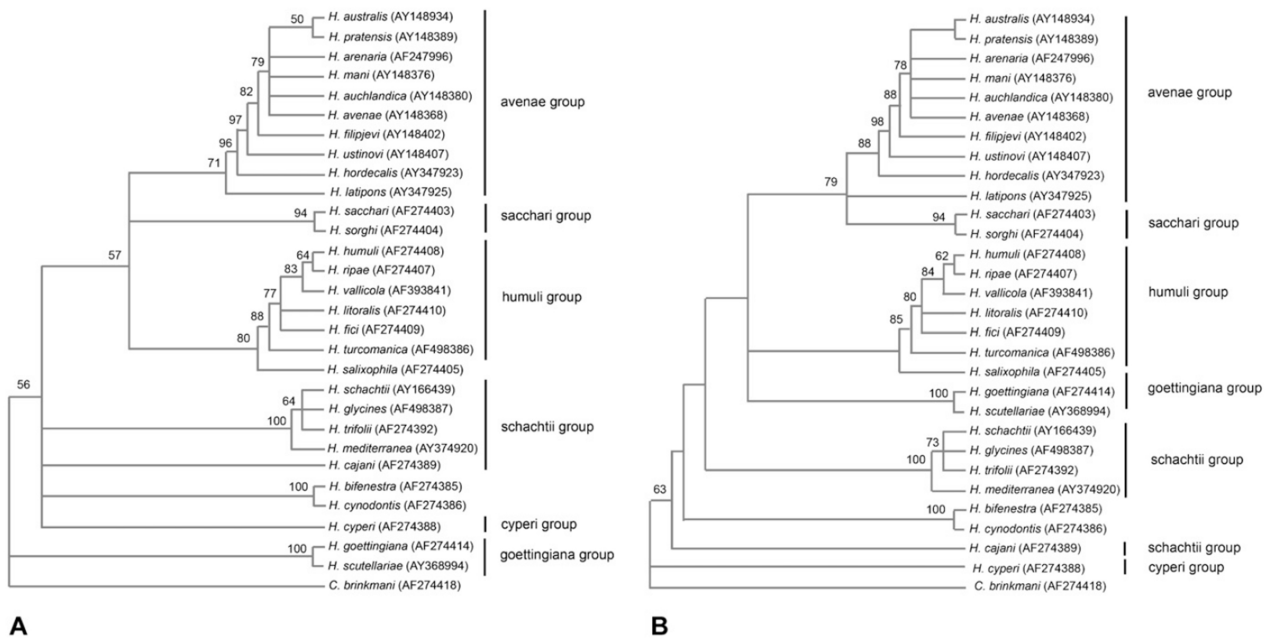 50
H. australis (AY148934)
H. pratensis (AY148389)
H. arenaria (AF247996)
79
H. mani (AY148376)
H. auchlandica (AY148380)
avenae group
82
H. avenae (AY148368)
97
H. filipjevi (AY148402)
96
H. ustinovi (AY148407)
71
H. hordecalis (AY347923)
H. latipons (AY347925)
94
H. sacchari (AF274403)
sacchari group
H. sorghi (AF274404)
57
64
H. humuli (AF274408)
83
H. ripae (AF274407)
77
H. vallicola (AF393841)
humuli group
88
H. litoralis (AF274410)
H. fici (AF274409)
80
H. turcomanica (AF498386)
H. salixophila (AF274405)
56
H. schachtii (AY166439)
64
H. glycines (AF498387)
100
H. trifolii (AF274392)
schachtii group
H. mediterranea (AY374920)
H. cajani (AF274389)
100
H. bifenestra (AF274385)
H. cynodontis (AF274386)
H. cyperi (AF274388)
cyperi group
100
H. goettingiana (AF274414)
goettingiana group
H. scutellariae (AY368994)
C. brinkmani (AF274418)
A
H. australis (AY148934)
H. pratensis (AY148389)
H. arenaria (AF247996)
78
H. mani (AY148376)
avenae group
88
H. auchlandica (AY148380)
98
H. avenae (AY148368)
88
H. filipjevi (AY148402)
H. ustinovi (AY148407)
79
H. hordecalis (AY347923)
H. latipons (AY347925)
94
H. sacchari (AF274403)
sacchari group
H. sorghi (AF274404)
62
H. humuli (AF274408)
84
H. ripae (AF274407)
80
H. vallicola (AF393841)
humuli group
85
H. litoralis (AF274410)
H. fici (AF274409)
H. turcomanica (AF498386)
H. salixophila (AF274405)
100
H. goettingiana (AF274414)
goettingiana group
H. scutellariae (AY368994)
73
H. schachtii (AY166439)
100
H. glycines (AF498387)
schachtii group
H. trifolii (AF274392)
63
H. mediterranea (AY374920)
100
H. bifenestra (AF274385)
H. cynodontis (AF274386)
H. cajani (AF274389)
schachtii group
H. cyperi (AF274388)
cyperi group
C. brinkmani (AF274418)
B